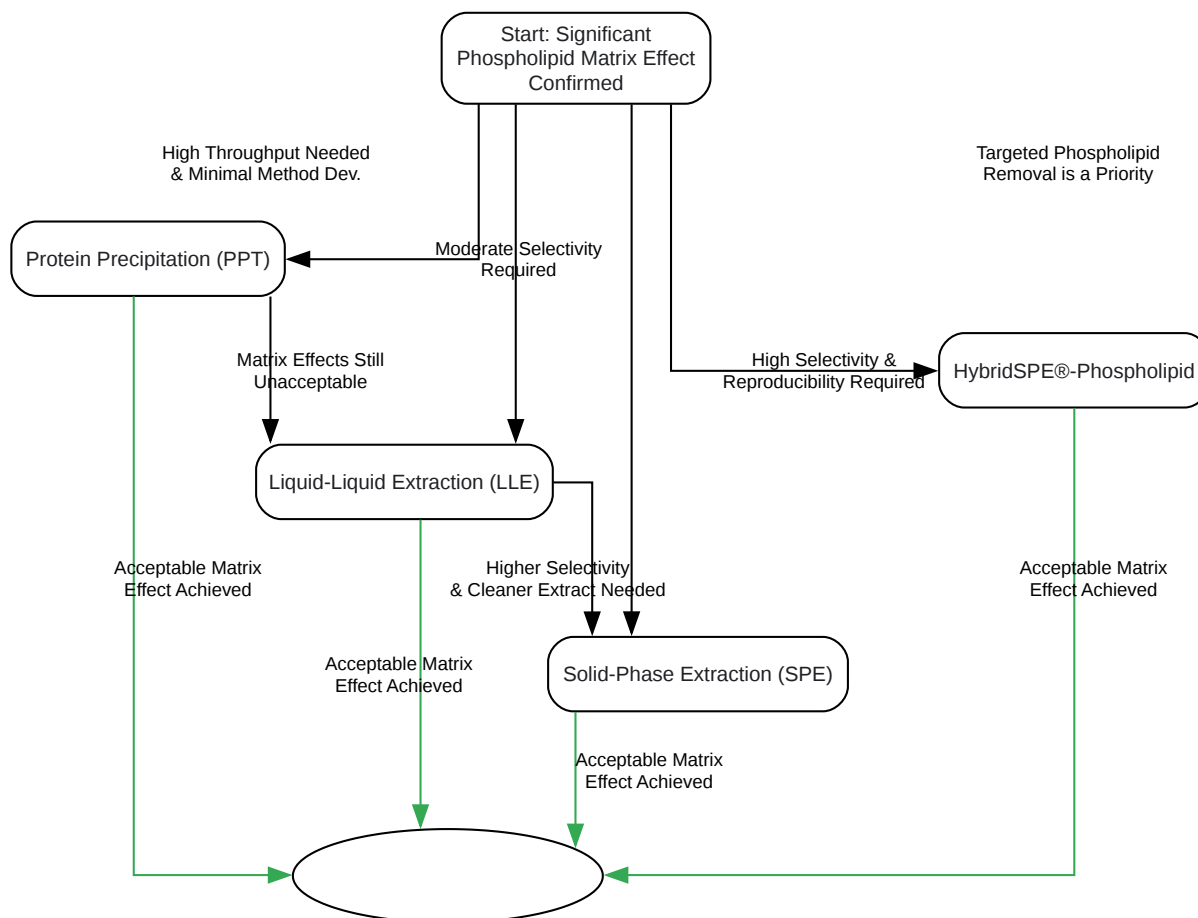 Start: Significant
Phospholipid Matrix Effect
Confirmed
High Throughput Needed
& Minimal Method Dev.
Targeted Phospholipid
Removal is a Priority
Protein Precipitation (PPT)
Moderate Selectivity
Required
Matrix Effects Still
Unacceptable
High Selectivity &
Reproducibility Required
HybridSPE®-Phospholipid
Liquid-Liquid Extraction (LLE)
Acceptable Matrix
Effect Achieved
Higher Selectivity
& Cleaner Extract Needed
Acceptable Matrix
Effect Achieved
Acceptable Matrix
Effect Achieved
Solid-Phase Extraction (SPE)
Acceptable Matrix
Effect Achieved